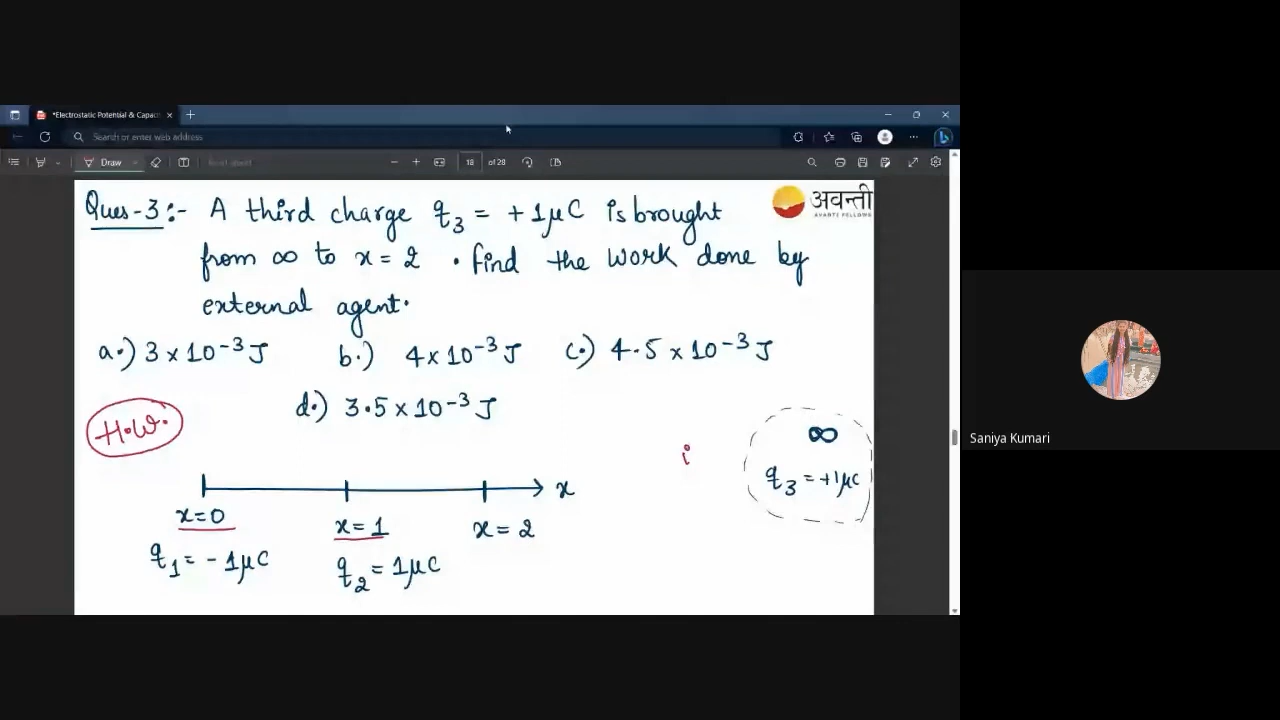 *Electrostatic Potential & Capac
Search or enter web address
Draw
Read aloud
18 of 28
Ques-3:- A third charge q₃ = +1μC is brought
from ∞ to x = 2. find the work done by
external agent.
अवन्ती
AVANTI FELLOWS
a.) 3 x 10⁻³ J b.) 4 x 10⁻³ J c.) 4.5 x 10⁻³ J
d.) 3.5 x 10⁻³ J
H.W.
i
∞
q₃ = +1μC
x
x=0 x=1 x=2
q₁ = -1μC q₂ = 1μC
Saniya Kumari